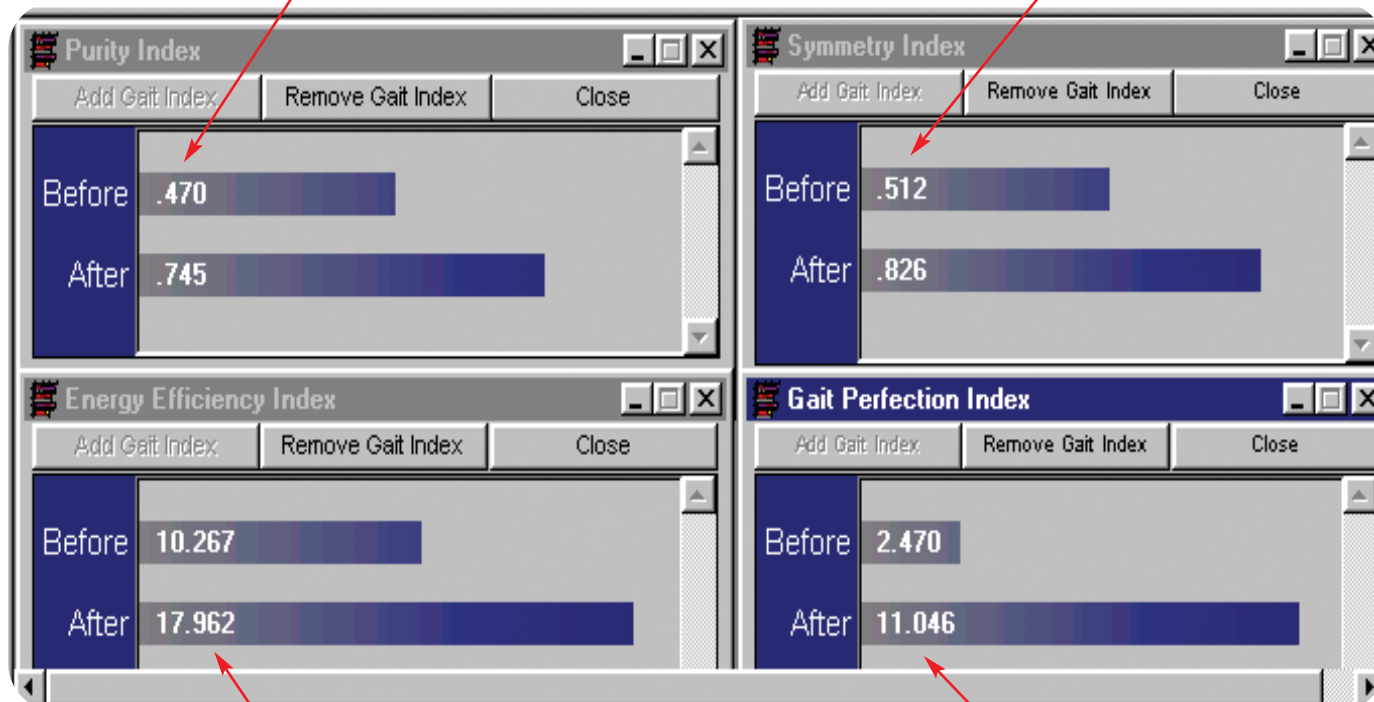 Purity Index
Add Gait Index Remove Gait Index Close
Before .470
After .745
Symmetry Index
Add Gait Index Remove Gait Index Close
Before .512
After .826
Energy Efficiency Index
Add Gait Index Remove Gait Index Close
Before 10.267
After 17.962
Gait Perfection Index
Add Gait Index Remove Gait Index Close
Before 2.470
After 11.046